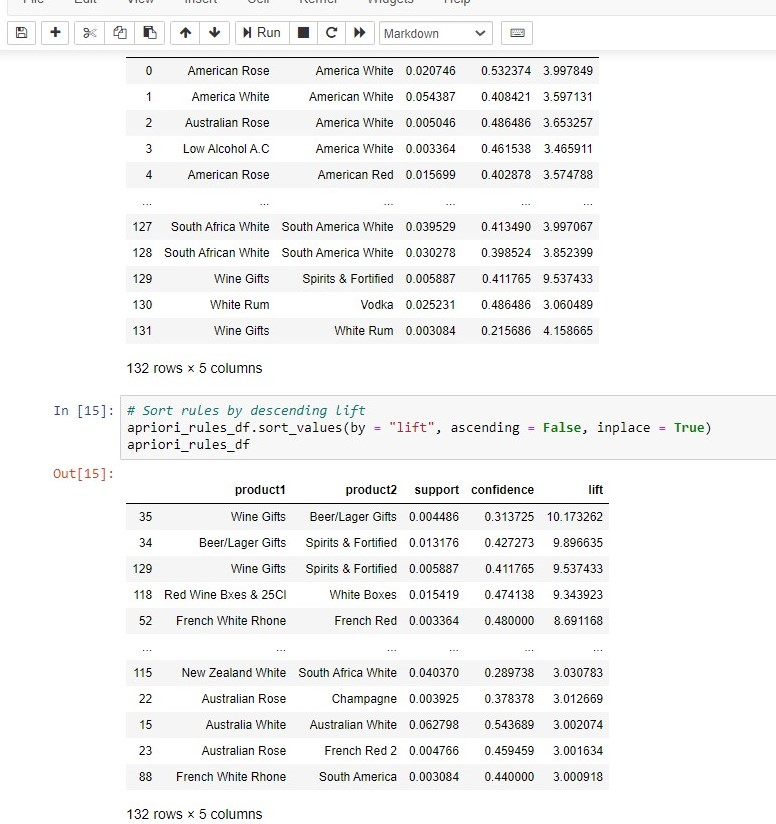 File Edit View Insert Cell Kernel Widgets Help
Run Markdown
0 American Rose America White 0.020746 0.532374 3.997849
1 America White American White 0.054387 0.408421 3.597131
2 Australian Rose America White 0.005046 0.486486 3.653257
3 Low Alcohol A.C America White 0.003364 0.461538 3.465911
4 American Rose American Red 0.015699 0.402878 3.574788
... ... ... ... ... ...
127 South Africa White South America White 0.039529 0.413490 3.997067
128 South African White South America White 0.030278 0.398524 3.852399
129 Wine Gifts Spirits & Fortified 0.005887 0.411765 9.537433
130 White Rum Vodka 0.025231 0.486486 3.060489
131 Wine Gifts White Rum 0.003084 0.215686 4.158665
132 rows × 5 columns
In [15]: # Sort rules by descending lift
apriori_rules_df.sort_values(by = "lift", ascending = False, inplace = True)
apriori_rules_df
Out[15]:
product1 product2 support confidence lift
35 Wine Gifts Beer/Lager Gifts 0.004486 0.313725 10.173262
34 Beer/Lager Gifts Spirits & Fortified 0.013176 0.427273 9.896635
129 Wine Gifts Spirits & Fortified 0.005887 0.411765 9.537433
118 Red Wine Bxes & 25Cl White Boxes 0.015419 0.474138 9.343923
52 French White Rhone French Red 0.003364 0.480000 8.691168
... ... ... ... ... ...
115 New Zealand White South Africa White 0.040370 0.289738 3.030783
22 Australian Rose Champagne 0.003925 0.378378 3.012669
15 Australia White Australian White 0.062798 0.543689 3.002074
23 Australian Rose French Red 2 0.004766 0.459459 3.001634
88 French White Rhone South America 0.003084 0.440000 3.000918
132 rows × 5 columns